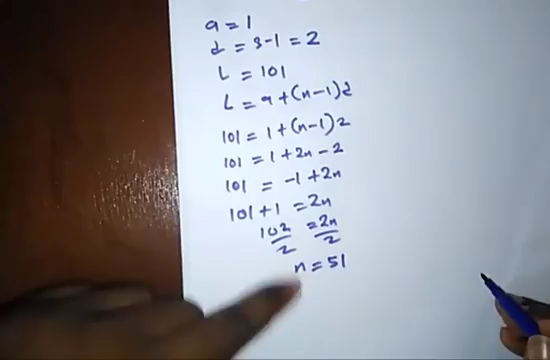 a = 1
d = 3-1 = 2
L = 101
L = a+(n-1)d
101 = 1+(n-1)2
101 = 1+2n-2
101 = -1+2n
101+1 = 2n
102/2 = 2n/2
n = 51